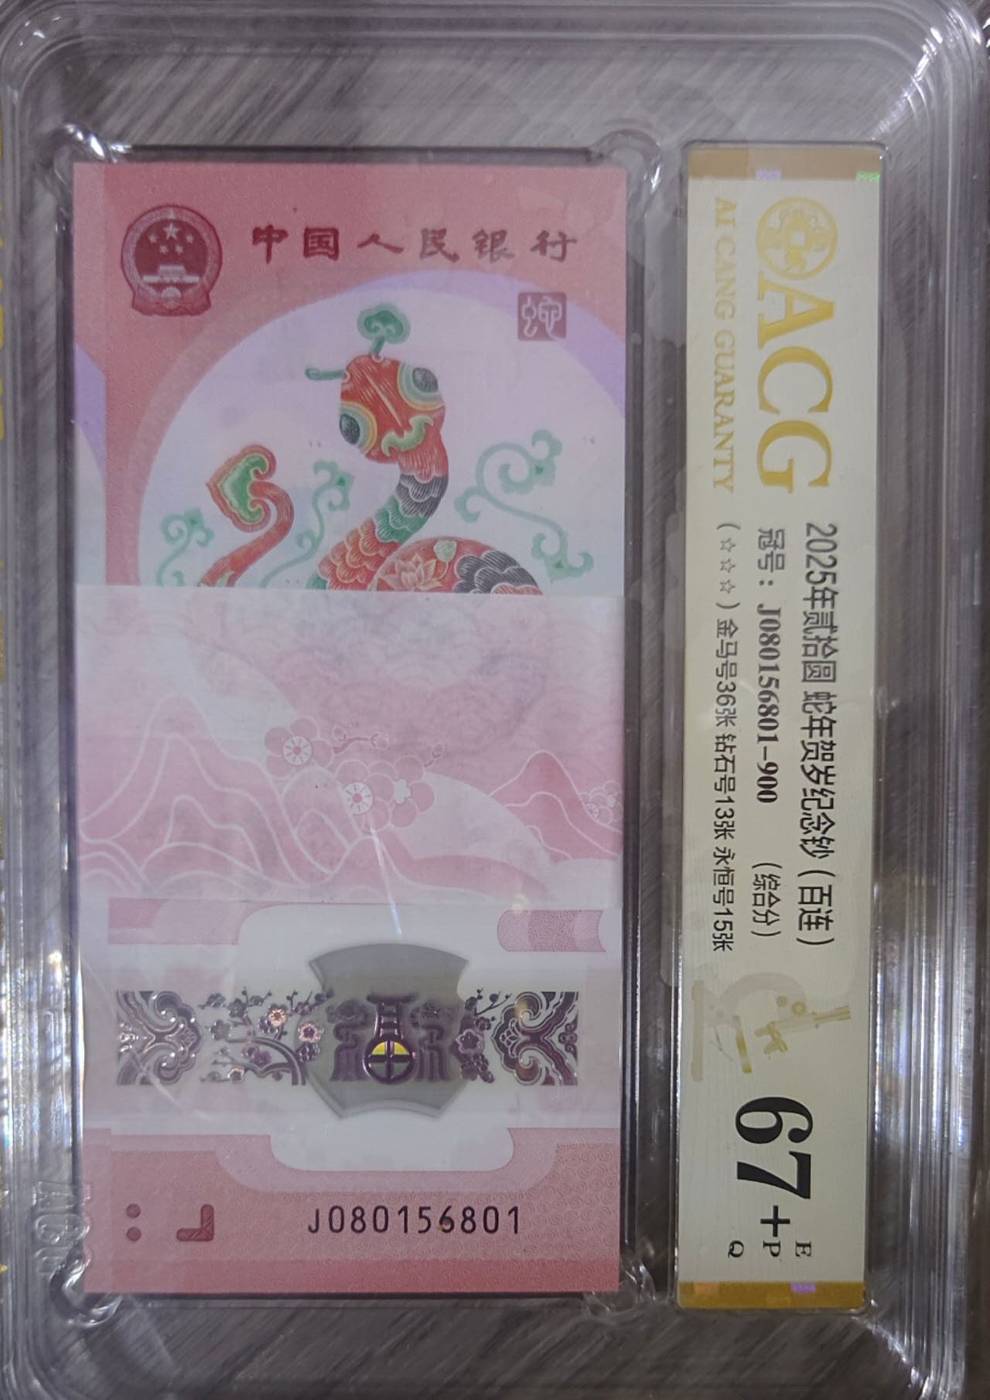 中国人民银行
蛇
J080156801
ACG
AI CANG GUARANTY
2025年贰拾圆 蛇年贺岁纪念钞（百连）
冠号：J080156801-900 （综合分）
（☆☆☆）金马号36张 钻石号13张 永恒号15张
67+
E
P
Q